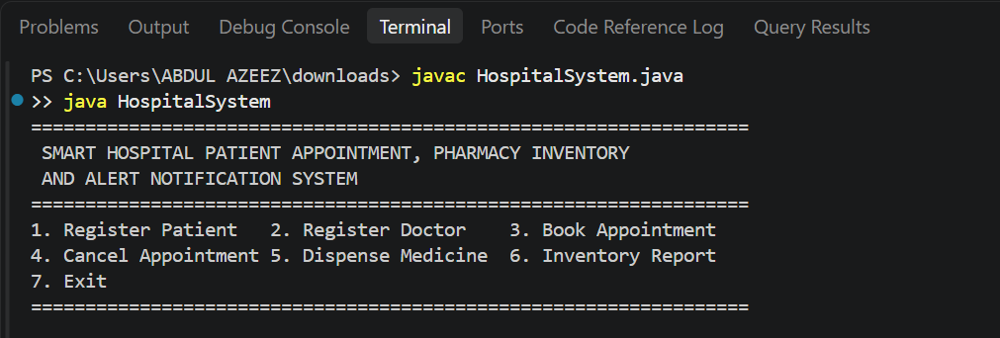 Problems Output Debug Console Terminal Ports Code Reference Log Query Results
PS C:\Users\ABDUL AZEEZ\downloads> javac HospitalSystem.java
>> java HospitalSystem
==================================================================
 SMART HOSPITAL PATIENT APPOINTMENT, PHARMACY INVENTORY
 AND ALERT NOTIFICATION SYSTEM
==================================================================
1. Register Patient   2. Register Doctor    3. Book Appointment
4. Cancel Appointment 5. Dispense Medicine  6. Inventory Report
7. Exit
==================================================================